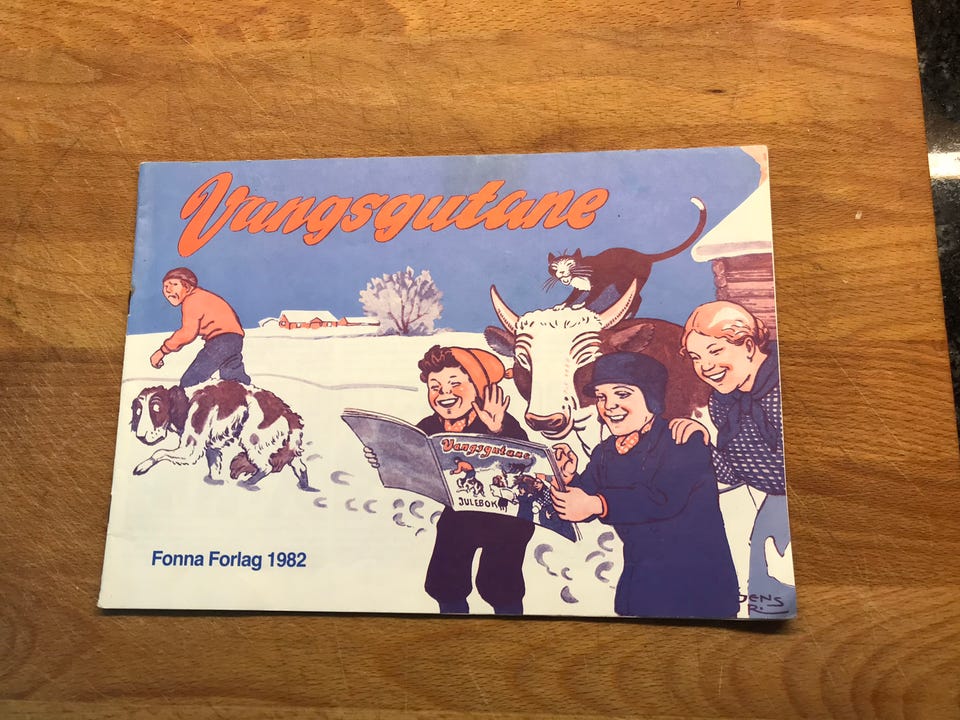 Vangsgutane
Vangsgutane
JULEBOK
Fonna Forlag 1982
JENS
R.